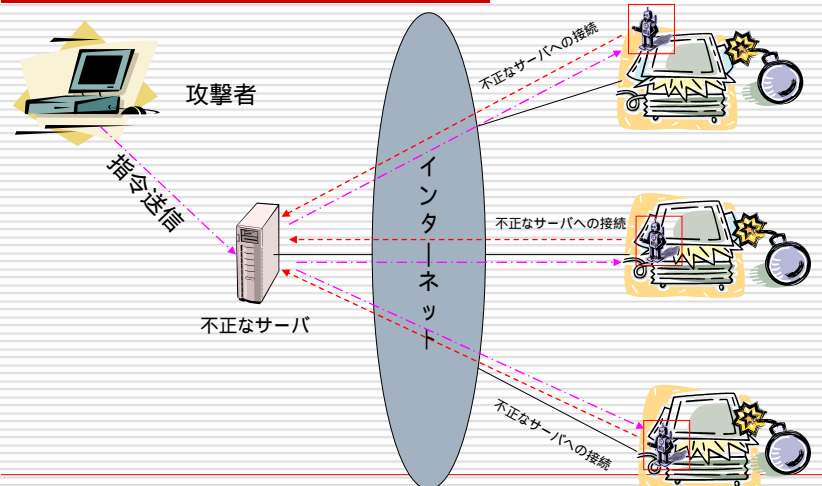 不正なサーバへの接続
攻撃者
指令送信
インターネット
不正なサーバへの接続
不正なサーバ
不正なサーバへの接続